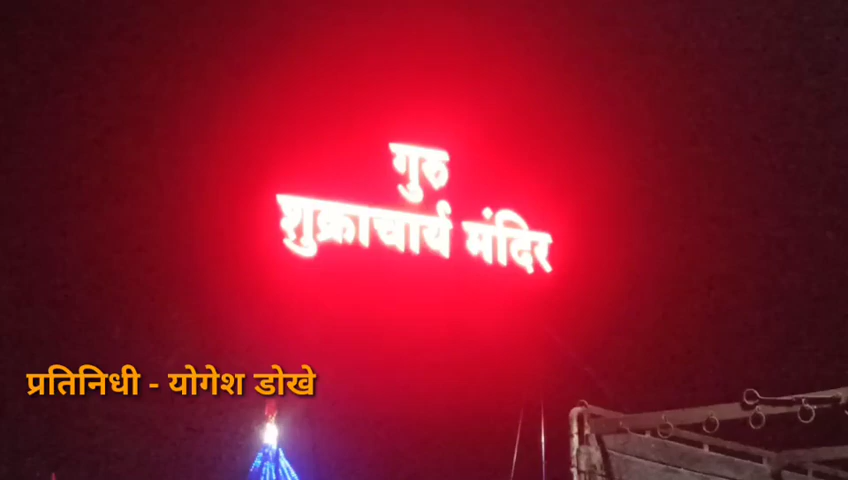 गुरु
शुक्राचार्य मंदिर
प्रतिनिधी - योगेश डोखे